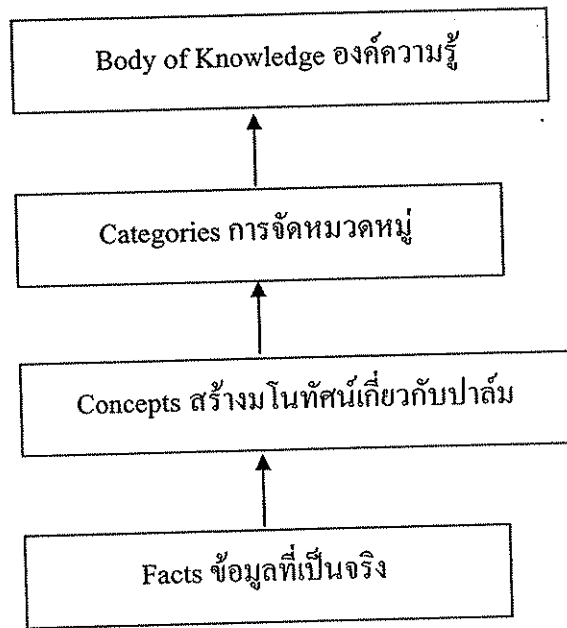 Body of Knowledge องค์ความรู้
Categories การจัดหมวดหมู่
Concepts สร้างมโนทัศน์เกี่ยวกับปาล์ม
Facts ข้อมูลที่เป็นจริง